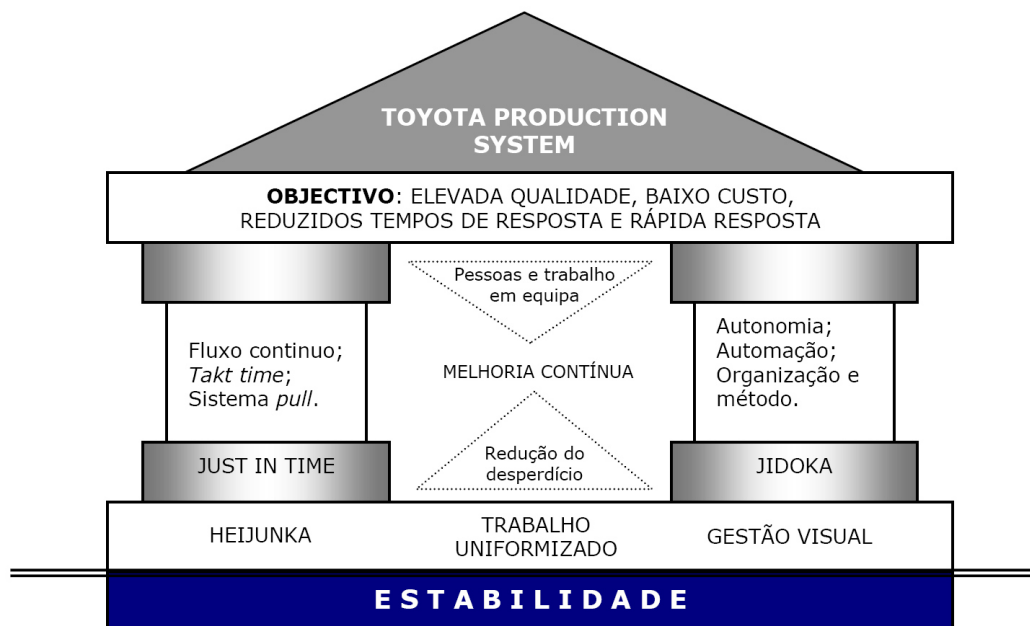 TOYOTA PRODUCTION
SYSTEM
OBJECTIVO: ELEVADA QUALIDADE, BAIXO CUSTO,
REDUZIDOS TEMPOS DE RESPOSTA E RÁPIDA RESPOSTA
Pessoas e trabalho
em equipa
Fluxo continuo;
Takt time;
Sistema pull.
MELHORIA CONTÍNUA
Autonomia;
Automação;
Organização e
método.
JUST IN TIME
Redução do
desperdício
JIDOKA
HEIJUNKA
TRABALHO
UNIFORMIZADO
GESTÃO VISUAL
ESTABILIDADE